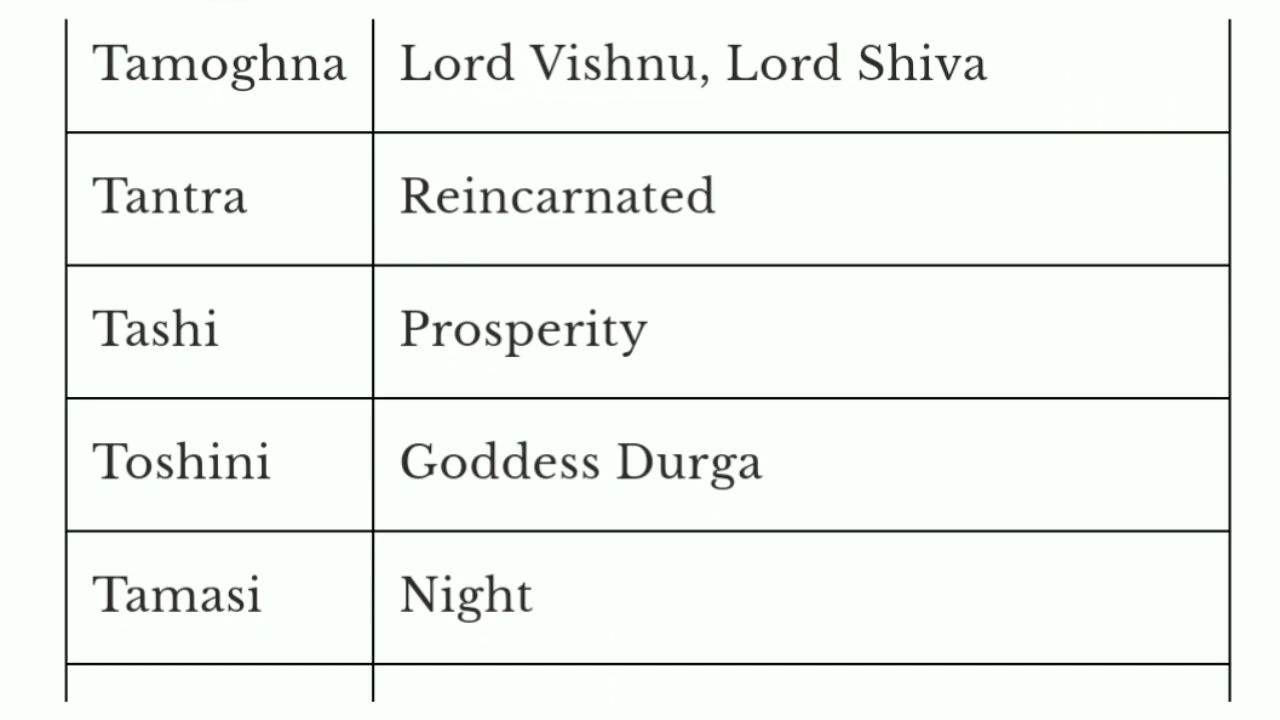 Tamoghna Lord Vishnu, Lord Shiva
Tantra Reincarnated
Tashi Prosperity
Toshini Goddess Durga
Tamasi Night